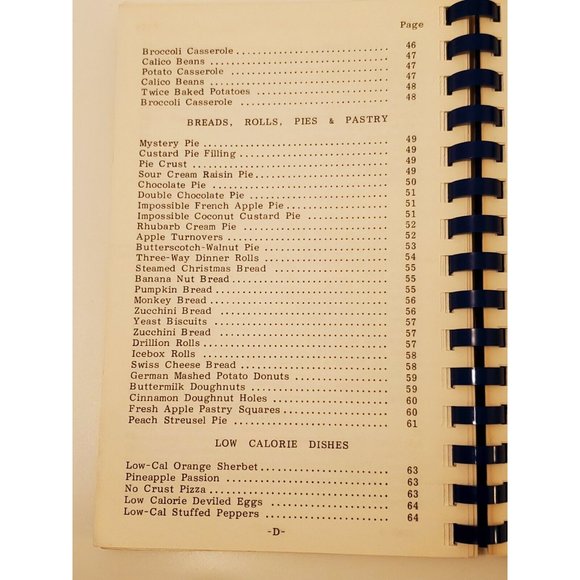 Page
Broccoli Casserole 46
Calico Beans 47
Potato Casserole 47
Calico Beans 47
Twice Baked Potatoes 48
Broccoli Casserole 48
BREADS, ROLLS, PIES & PASTRY
Mystery Pie 49
Custard Pie Filling 49
Pie Crust 49
Sour Cream Raisin Pie 49
Chocolate Pie 50
Double Chocolate Pie 51
Impossible French Apple Pie 51
Impossible Coconut Custard Pie 51
Rhubarb Cream Pie 52
Apple Turnovers 52
Butterscotch-Walnut Pie 53
Three-Way Dinner Rolls 54
Steamed Christmas Bread 55
Banana Nut Bread 55
Pumpkin Bread 55
Monkey Bread 56
Zucchini Bread 56
Yeast Biscuits 57
Zucchini Bread 57
Drillion Rolls 57
Icebox Rolls 58
Swiss Cheese Bread 58
German Mashed Potato Donuts 59
Buttermilk Doughnuts 59
Cinnamon Doughnut Holes 60
Fresh Apple Pastry Squares 60
Peach Streusel Pie 61
LOW CALORIE DISHES
Low-Cal Orange Sherbet 63
Pineapple Passion 63
No Crust Pizza 63
Low Calorie Deviled Eggs 64
Low-Cal Stuffed Peppers 64
-D-